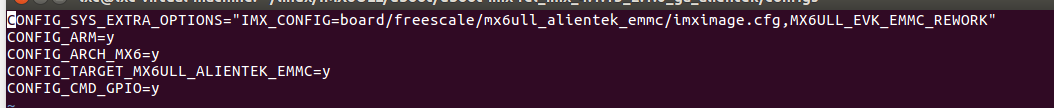 CONFIG_SYS_EXTRA_OPTIONS="IMX_CONFIG=board/freescale/mx6ull_alientek_emmc/imximage.cfg,MX6ULL_EVK_EMMC_REWORK"
CONFIG_ARM=y
CONFIG_ARCH_MX6=y
CONFIG_TARGET_MX6ULL_ALIENTEK_EMMC=y
CONFIG_CMD_GPIO=y
~